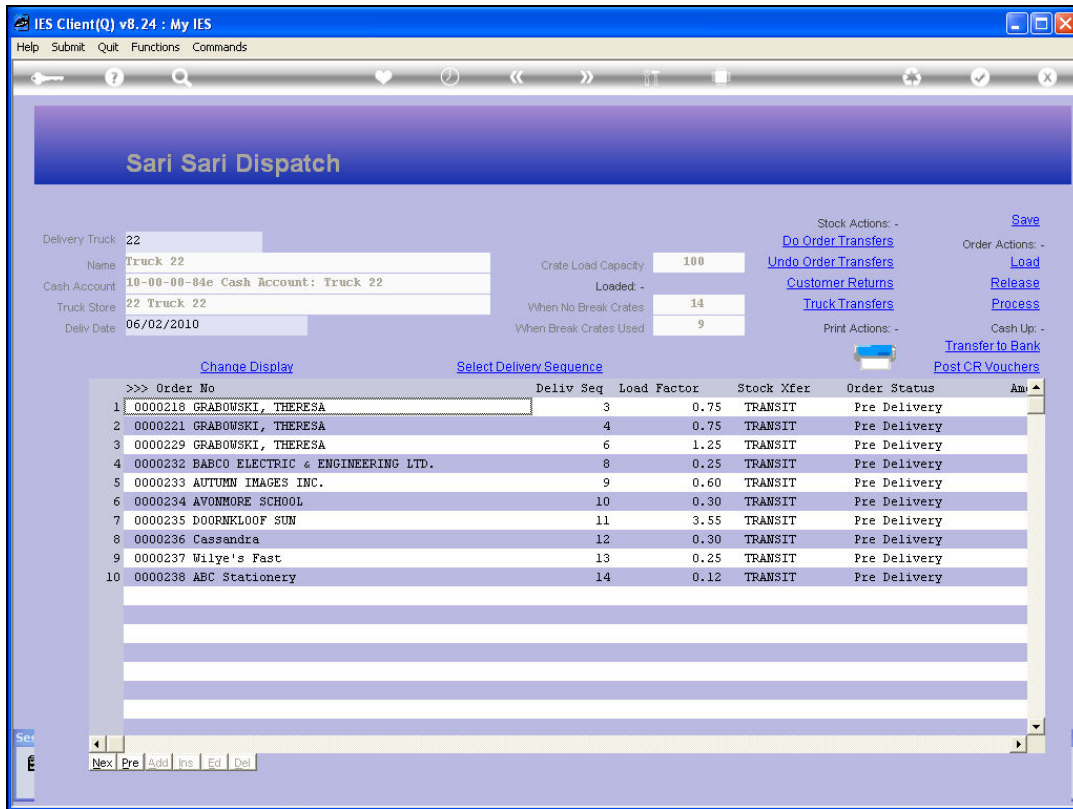 IES Client(Q) v8.24 : My IES
Help Submit Quit Functions Commands
Sari Sari Dispatch
Stock Actions: - Save
Delivery Truck 22 Do Order Transfers Order Actions: -
Name Truck 22 Crate Load Capacity 100 Undo Order Transfers Load
Cash Account 10-00-00-84e Cash Account: Truck 22 Loaded: - Customer Returns Release
Truck Store 22 Truck 22 When No Break Crates 14 Truck Transfers Process
Deliv Date 06/02/2010 When Break Crates Used 9 Print Actions: - Cash Up: -
Transfer to Bank
Change Display Select Delivery Sequence Post CR Vouchers
>>> Order No Deliv Seq Load Factor Stock Xfer Order Status
1 0000218 GRABOWSKI, THERESA 3 0.75 TRANSIT Pre Delivery
2 0000221 GRABOWSKI, THERESA 4 0.75 TRANSIT Pre Delivery
3 0000229 GRABOWSKI, THERESA 6 1.25 TRANSIT Pre Delivery
4 0000232 BABCO ELECTRIC & ENGINEERING LTD. 8 0.25 TRANSIT Pre Delivery
5 0000233 AUTUMN IMAGES INC. 9 0.60 TRANSIT Pre Delivery
6 0000234 AVONMORE SCHOOL 10 0.30 TRANSIT Pre Delivery
7 0000235 DOORNKLOOF SUN 11 3.55 TRANSIT Pre Delivery
8 0000236 Cassandra 12 0.30 TRANSIT Pre Delivery
9 0000237 Wilye's Fast 13 0.25 TRANSIT Pre Delivery
10 0000238 ABC Stationery 14 0.12 TRANSIT Pre Delivery
Nex Pre Add Ins Ed Del